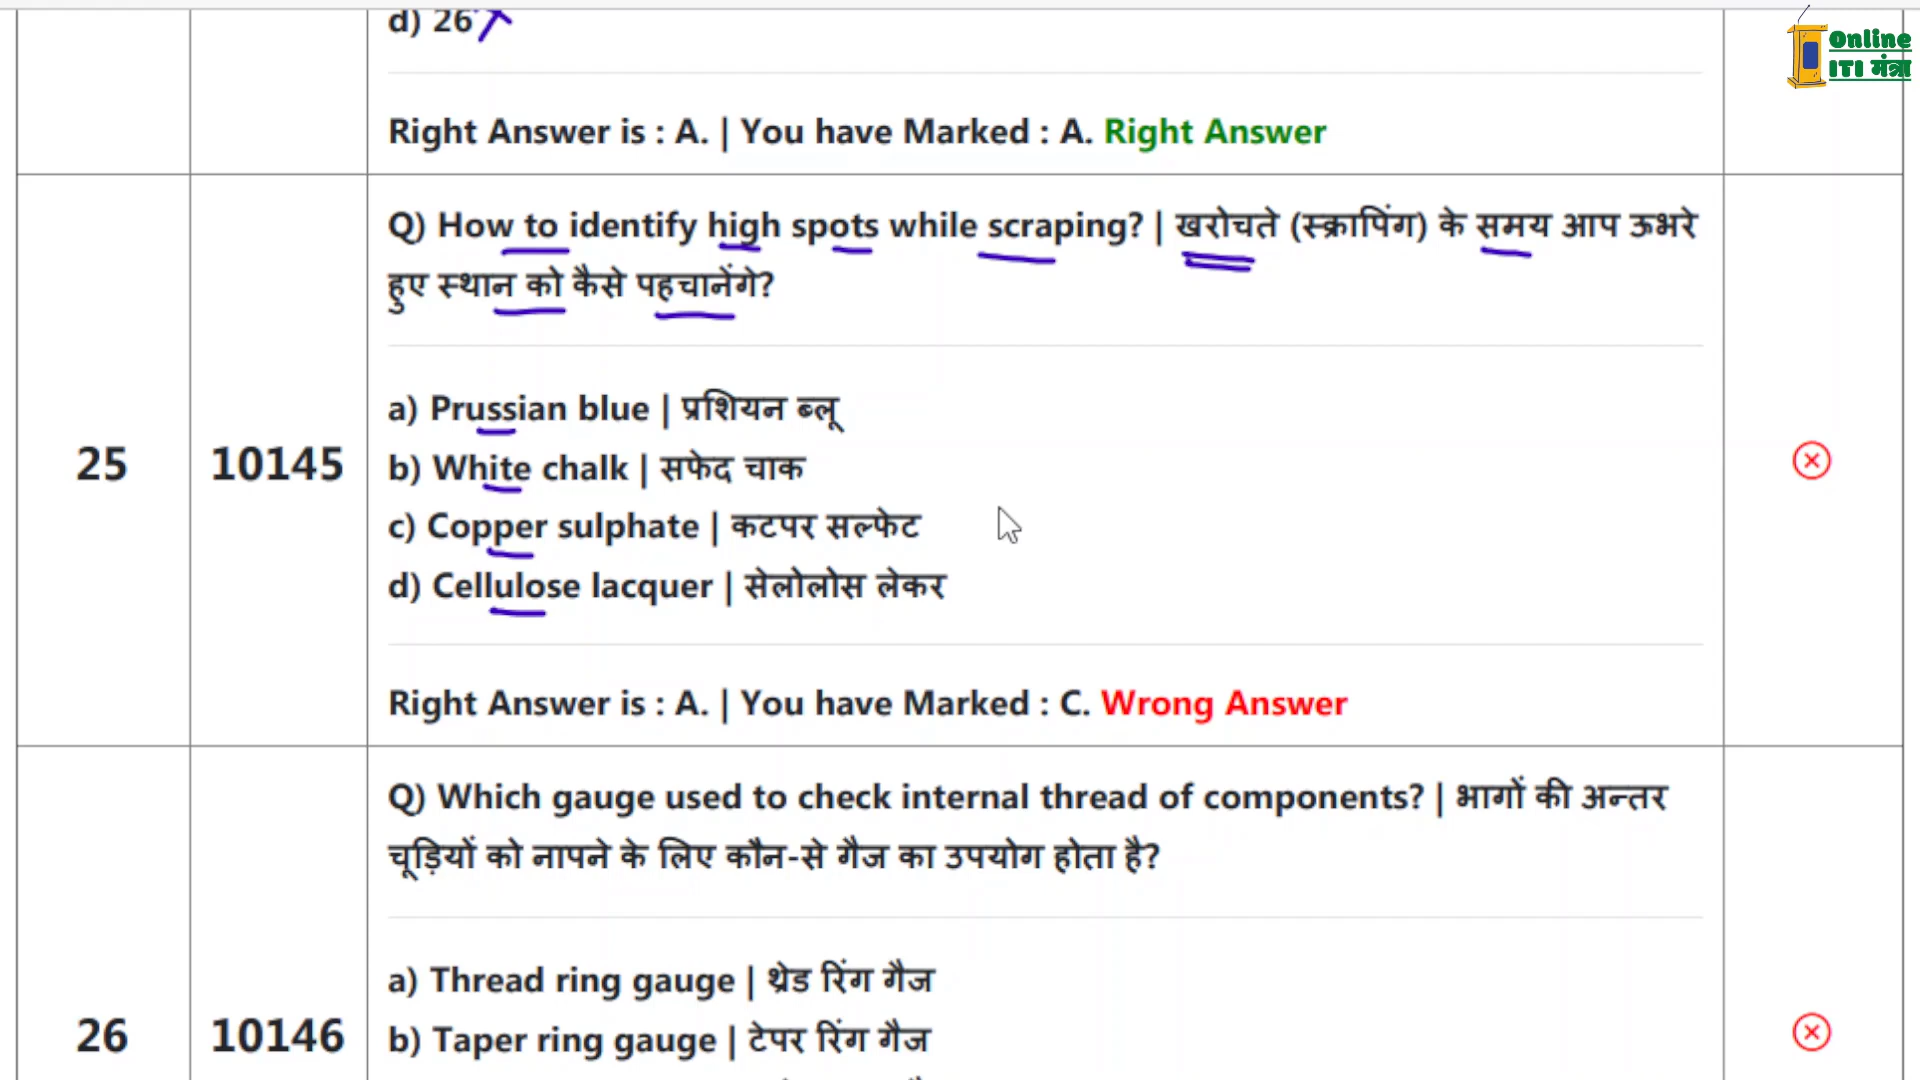 d) 26
Online
ITI मंत्रा
Right Answer is : A. | You have Marked : A. Right Answer
25
10145
Q) How to identify high spots while scraping? | खरोचते (स्क्रापिंग) के समय आप ऊभरे
हुए स्थान को कैसे पहचानेंगे?
a) Prussian blue | प्रशियन ब्लू
b) White chalk | सफेद चाक
c) Copper sulphate | कटपर सल्फेट
d) Cellulose lacquer | सेलोलोस लेकर
Right Answer is : A. | You have Marked : C. Wrong Answer
26
10146
Q) Which gauge used to check internal thread of components? | भागों की अन्तर
चूड़ियों को नापने के लिए कौन-से गैज का उपयोग होता है?
a) Thread ring gauge | थ्रेड रिंग गैज
b) Taper ring gauge | टेपर रिंग गैज